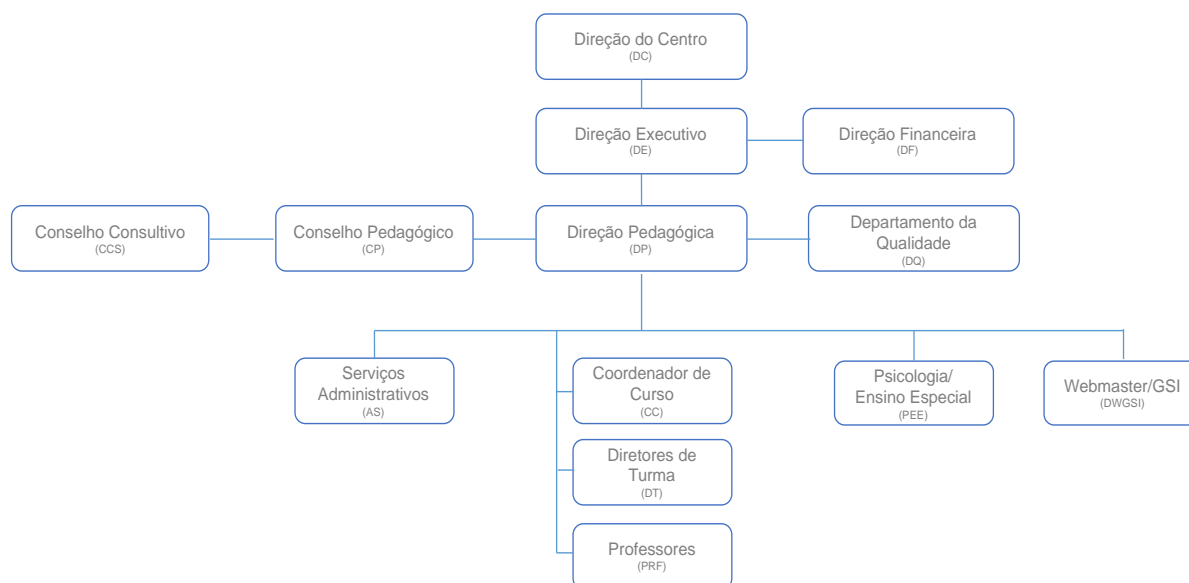 Direção do Centro
(DC)
Direção Executivo
(DE)
Direção Financeira
(DF)
Conselho Consultivo
(CCS)
Conselho Pedagógico
(CP)
Direção Pedagógica
(DP)
Departamento da
Qualidade
(DQ)
Serviços
Administrativos
(AS)
Coordenador de
Curso
(CC)
Psicologia/
Ensino Especial
(PEE)
Webmaster/GSI
(DWGSI)
Diretores de
Turma
(DT)
Professores
(PRF)